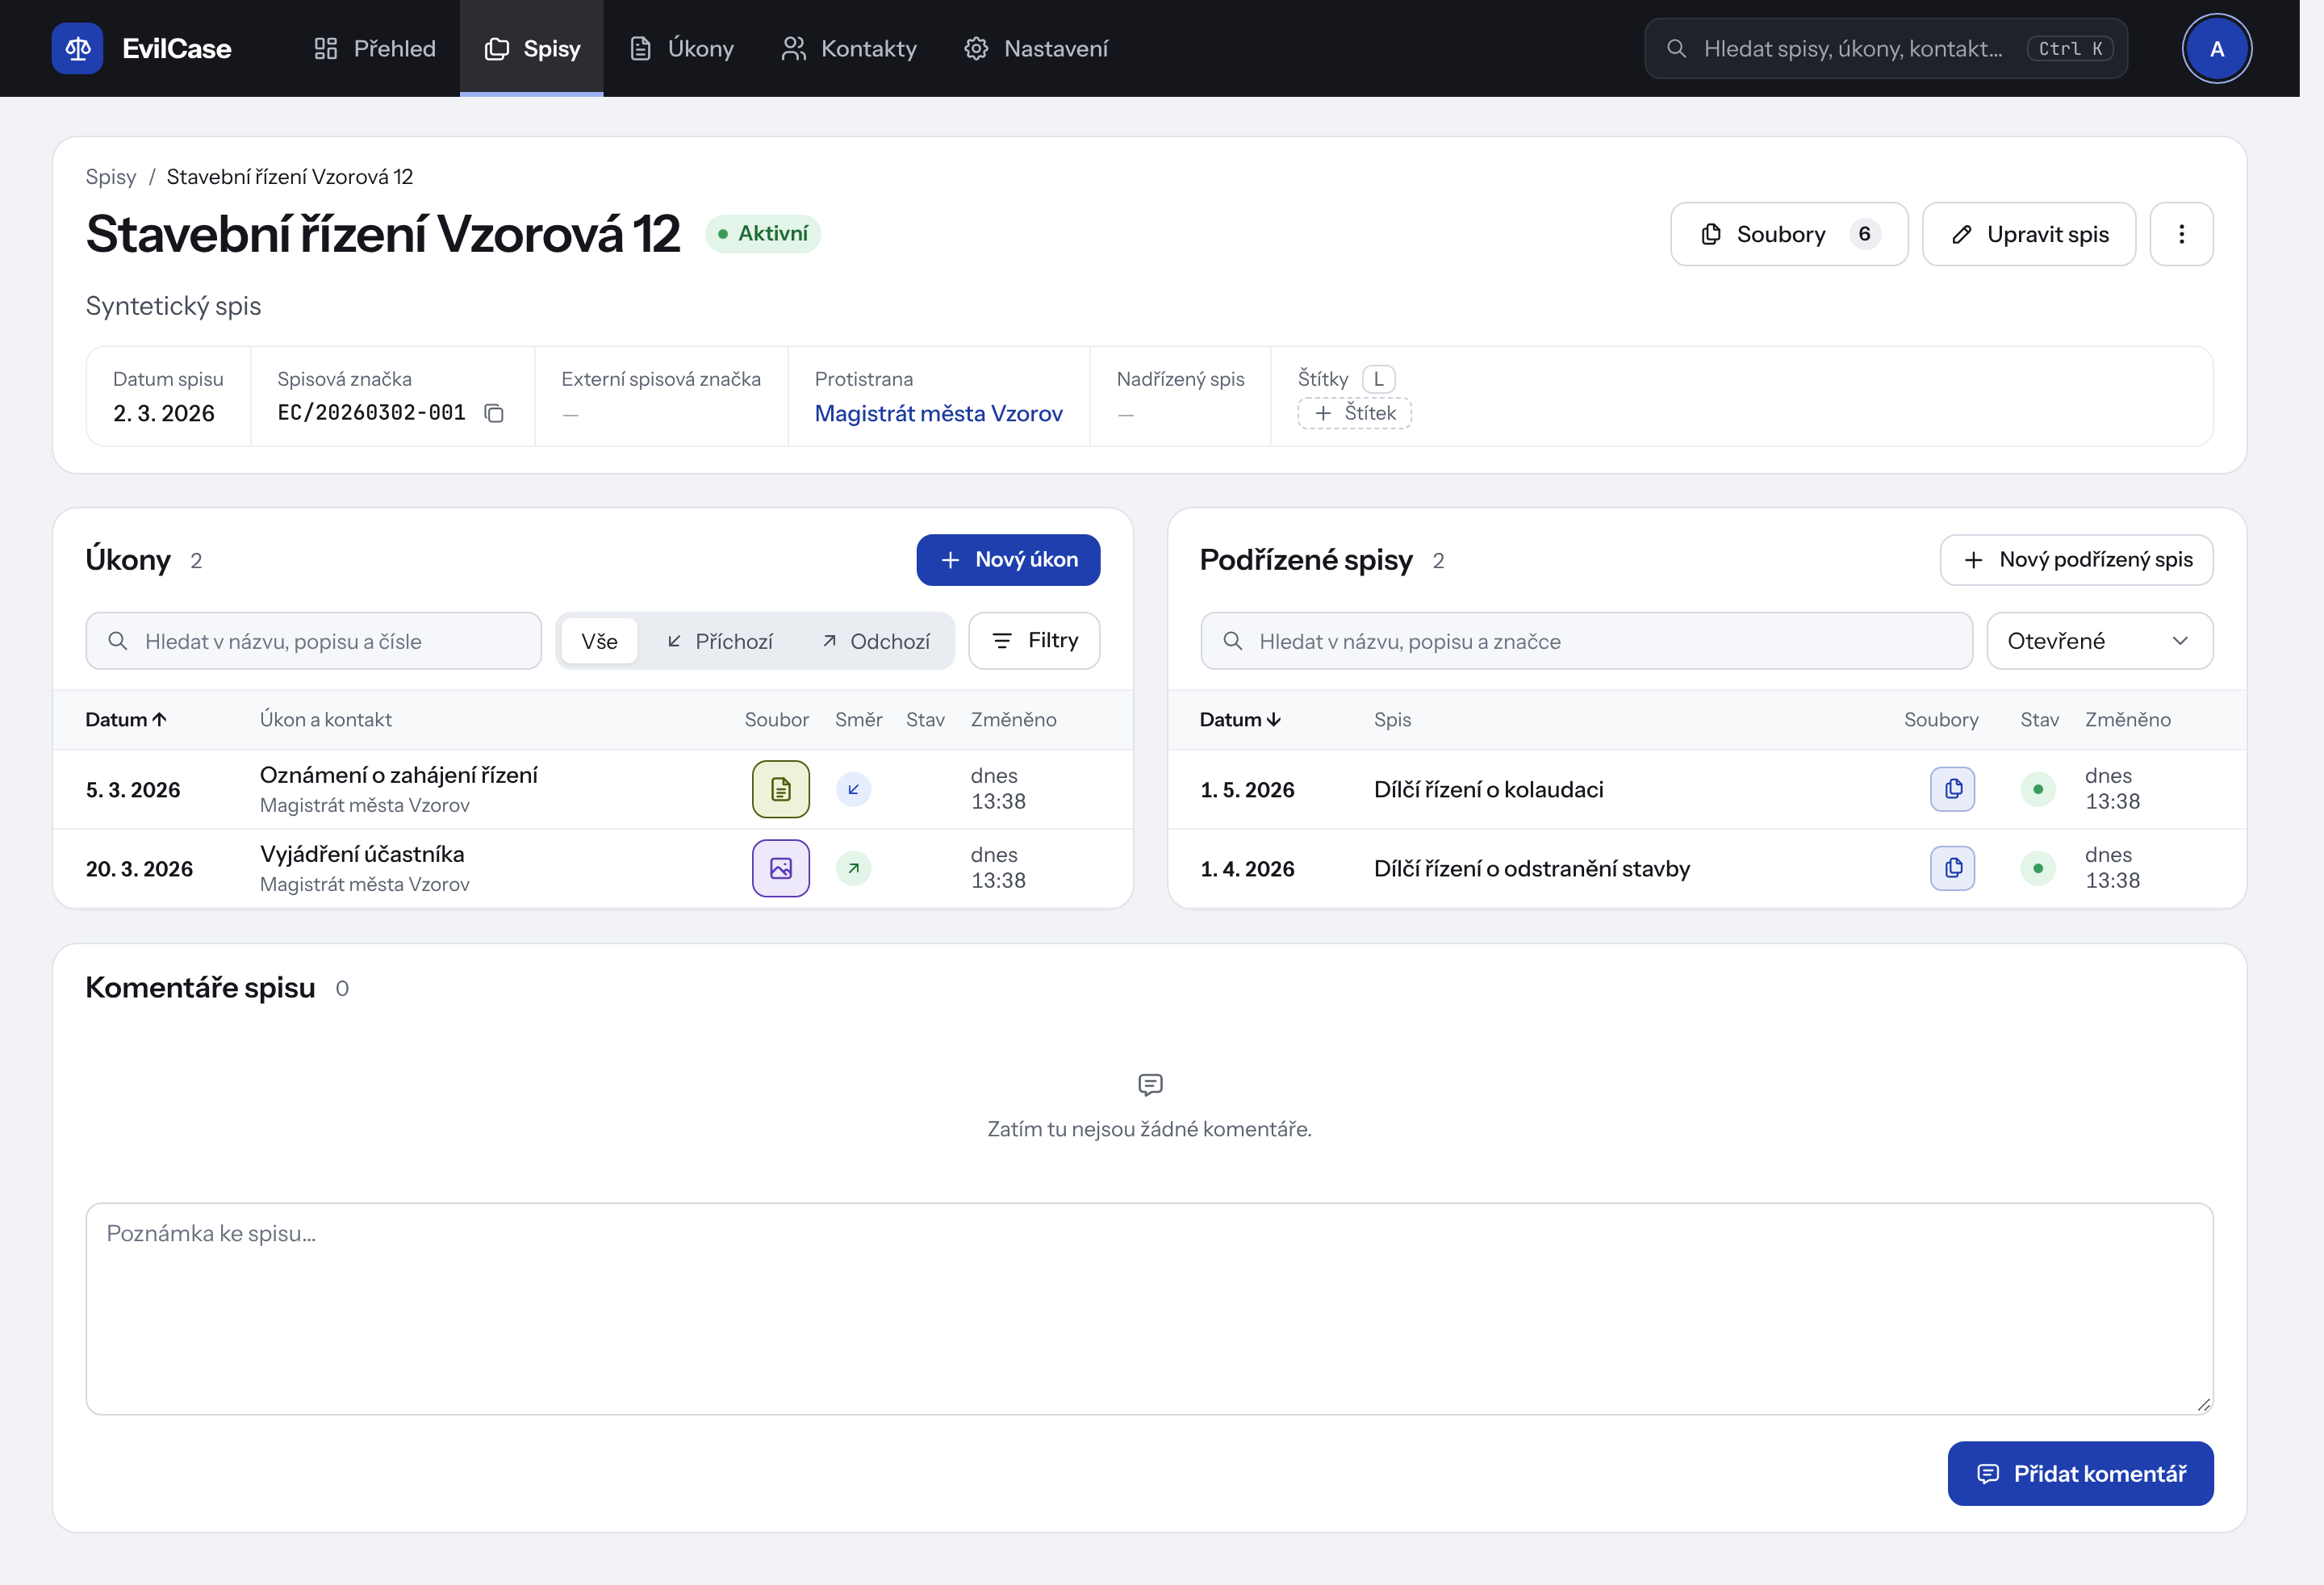 EvilCase
Přehled
Spisy
Úkony
Kontakty
Nastavení
Hledat spisy, úkony, kontakt...
Ctrl K
A
Spisy / Stavební řízení Vzorová 12
Stavební řízení Vzorová 12
Aktivní
Soubory 6
Upravit spis
Syntetický spis
Datum spisu
2. 3. 2026
Spisová značka
EC/20260302-001
Externí spisová značka
—
Protistrana
Magistrát města Vzorov
Nadřízený spis
—
Štítky L
+ Štítek
Úkony 2
+ Nový úkon
Hledat v názvu, popisu a čísle
Vše
Příchozí
Odchozí
Filtry
Datum Úkon a kontakt Soubor Směr Stav Změněno
5. 3. 2026
Oznámení o zahájení řízení
Magistrát města Vzorov
dnes
13:38
20. 3. 2026
Vyjádření účastníka
Magistrát města Vzorov
dnes
13:38
Podřízené spisy 2
+ Nový podřízený spis
Hledat v názvu, popisu a značce
Otevřené
Datum Spis Soubory Stav Změněno
1. 5. 2026
Dílčí řízení o kolaudaci
dnes
13:38
1. 4. 2026
Dílčí řízení o odstranění stavby
dnes
13:38
Komentáře spisu 0
Zatím tu nejsou žádné komentáře.
Poznámka ke spisu...
Přidat komentář